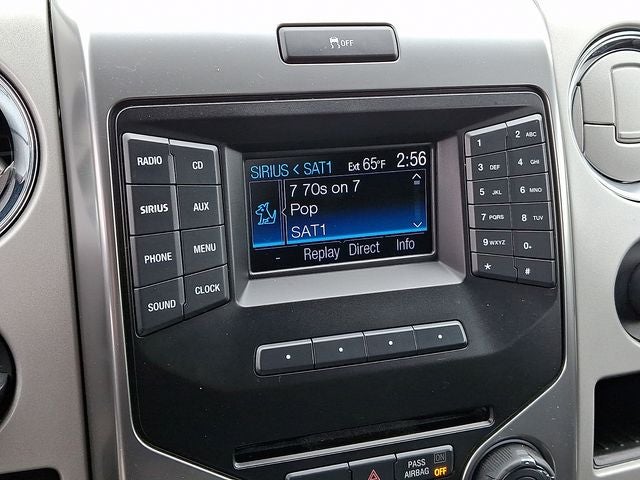 OFF
RADIO
CD
SIRIUS
AUX
PHONE
MENU
SOUND
CLOCK
SIRIUS < SAT1 Ext 65°F 2:56
7 70s on 7
Pop
SAT1
- Replay Direct Info
1
2 ABC
3 DEF
4 GHI
5 JKL
6 MNO
7 PQRS
8 TUV
9 WXYZ
0+
*
#
PASS AIRBAG
ON
OFF